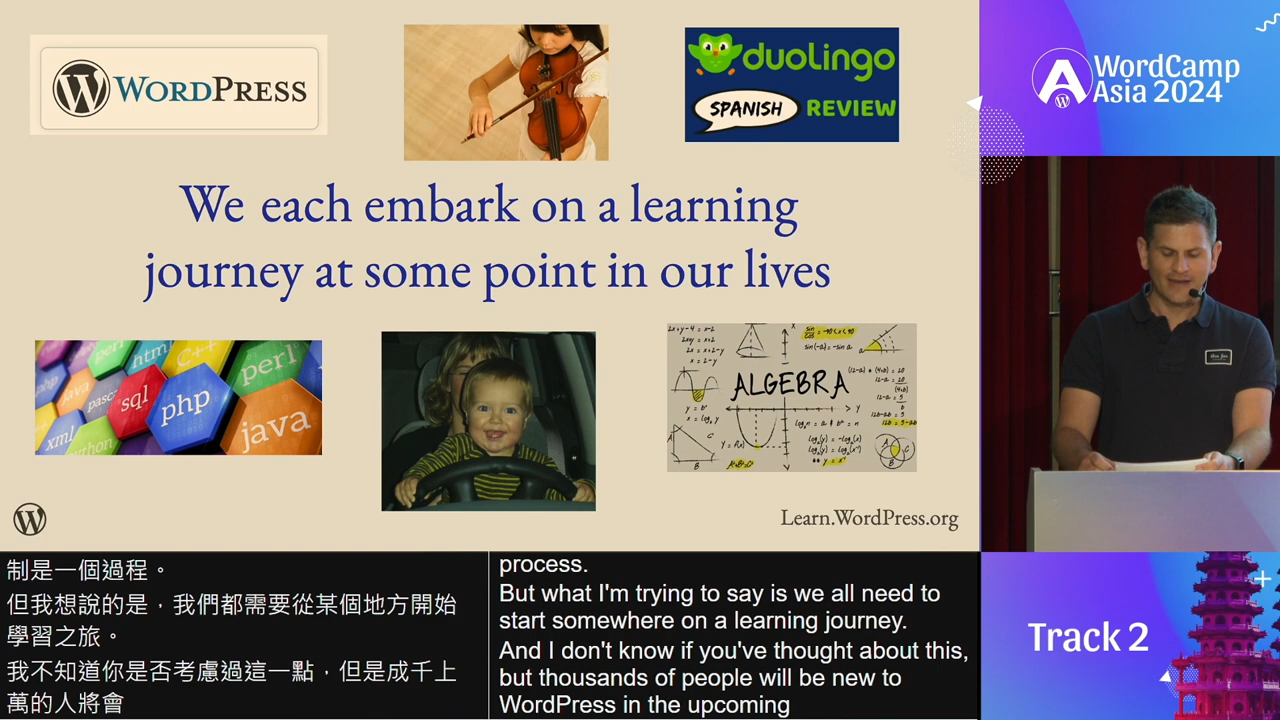 WORDPRESS
duolingo
SPANISH REVIEW
We each embark on a learning
journey at some point in our lives
perl
html
C++
perl
php
java
sql
php
xml
python
java
ALGEBRA
Learn.WordPress.org
制是一個過程。
但我想說的是，我們都需要從某個地方開始
學習之旅。
我不知道你是否考慮過這一點，但是成千上
萬的人將會
process.
But what I'm trying to say is we all need to
start somewhere on a learning journey.
And I don't know if you've thought about this,
but thousands of people will be new to
WordPress in the upcoming
WordCamp
Asia 2024
Track 2